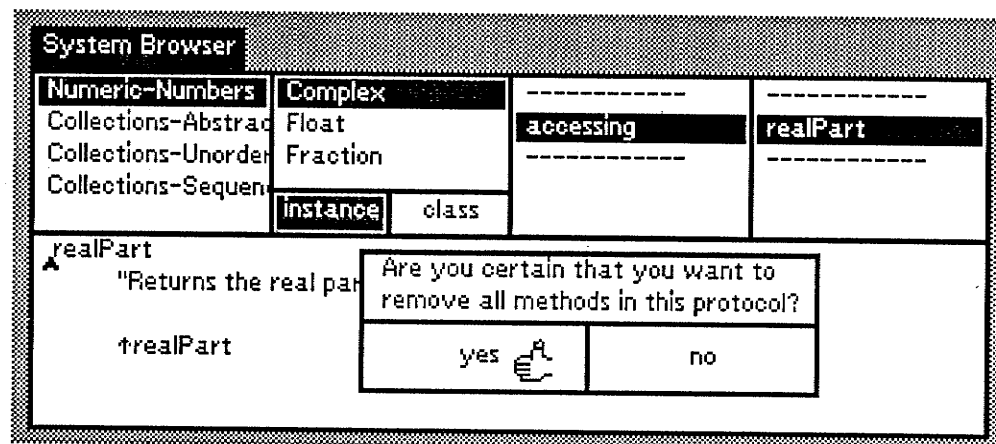 System Browser
Numeric-Numbers
Collections-Abstrac
Collections-Unorder
Collections-Sequen
Complex
Float
Fraction
instance class
------------
accessing
------------
------------
realPart
------------
realPart
"Returns the real par
↑realPart
Are you certain that you want to
remove all methods in this protocol?
yes no